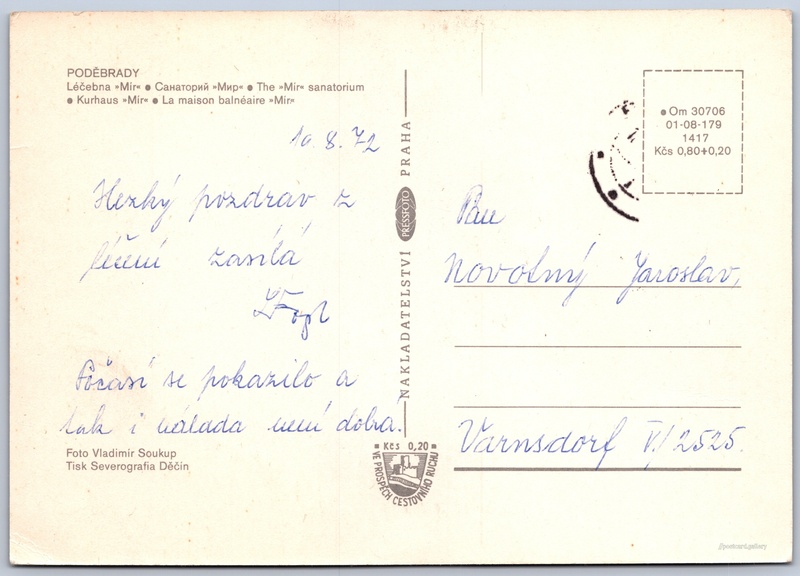 PODĚBRADY
Léčebna »Mír« ● Санаторий »Мир« ● The »Mír« sanatorium
● Kurhaus »Mír« ● La maison balnéaire »Mír»
10. 8. 72
Hezký pozdrav z
léčení zasílá
Počasí se pokazilo a
tak i nálada není dobrá.
Foto Vladimír Soukup
Tisk Severografia Děčín
NAKLADATELSTVÍ PRESSFOTO PRAHA
Kčs 0,20
VE PROSPĚCH CESTOVNÍHO RUCHU
● Om 30706
01-08-179
1417
Kčs 0,80+0,20
Pan
Novotný Jaroslav,
Varnsdorf V./2525.